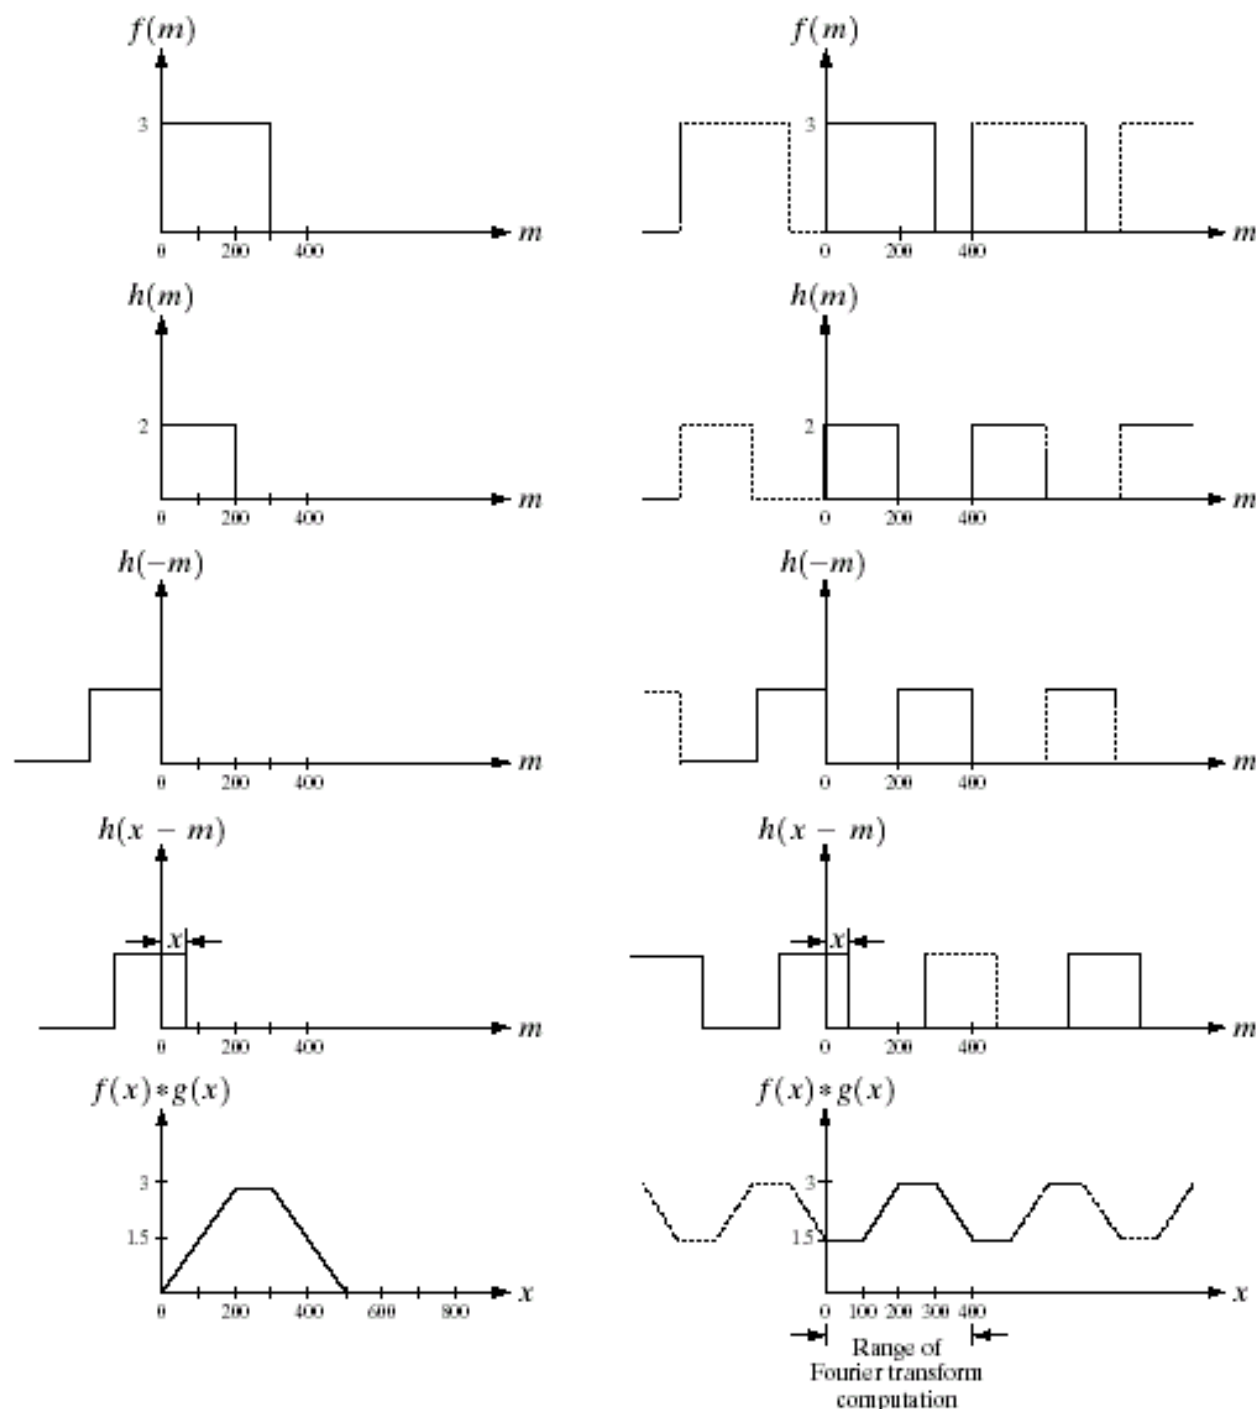 f(m)
3
0 200 400 m
f(m)
3
0 200 400 m
h(m)
2
0 200 400 m
h(m)
2
0 200 400 m
h(−m)
0 200 400 m
h(−m)
0 200 400 m
h(x − m)
x
0 200 400 m
h(x − m)
x
0 200 400 m
f(x)*g(x)
3
1.5
0 200 400 600 800 x
f(x)*g(x)
3
1.5
0 100 200 300 400 x
Range of
Fourier transform
computation